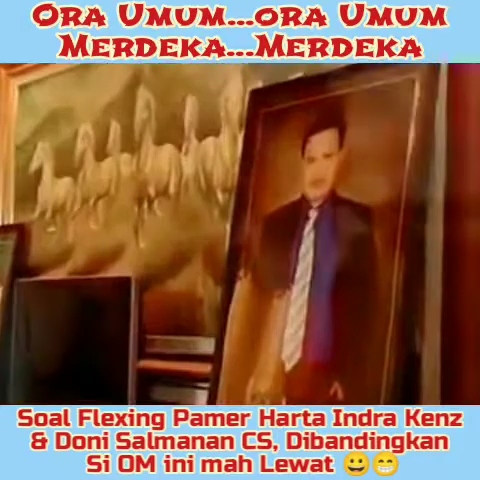 Ora Umum...ora Umum
Merdeka...Merdeka
Soal Flexing Pamer Harta Indra Kenz
& Doni Salmanan CS, Dibandingkan
Si OM ini mah Lewat 😀😁